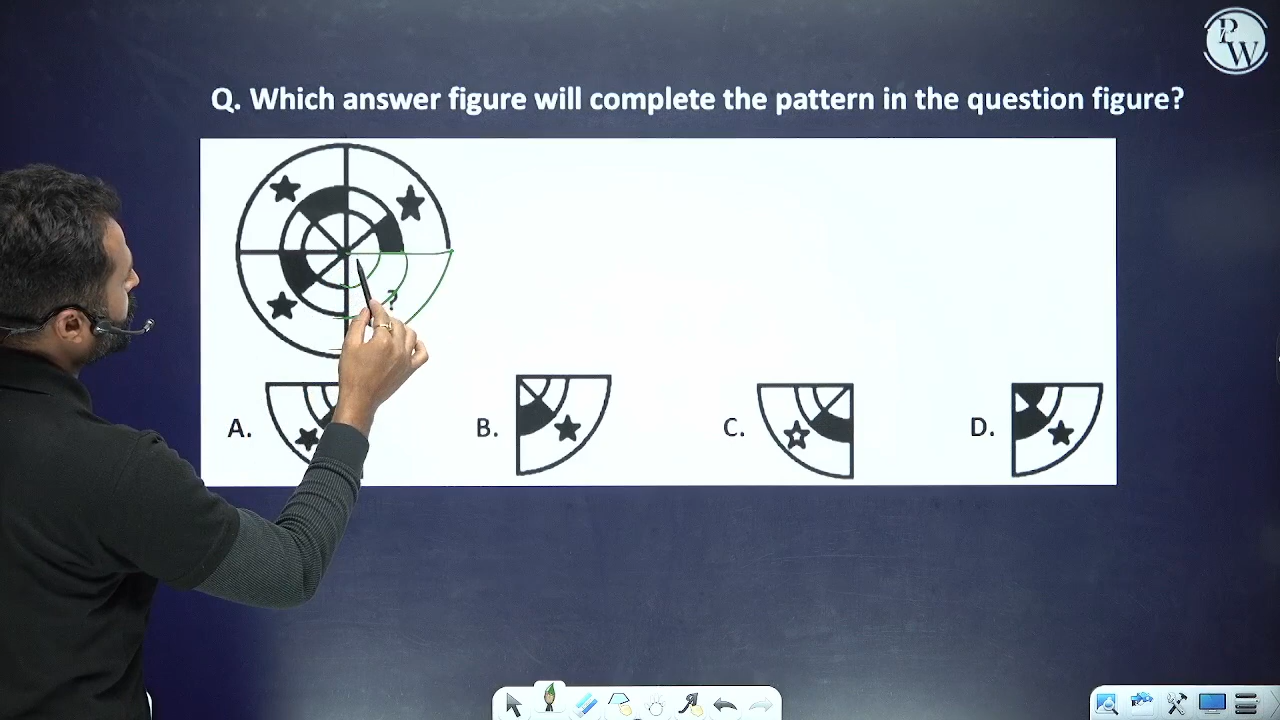 PW
Q. Which answer figure will complete the pattern in the question figure?
?
A. B. C. D.